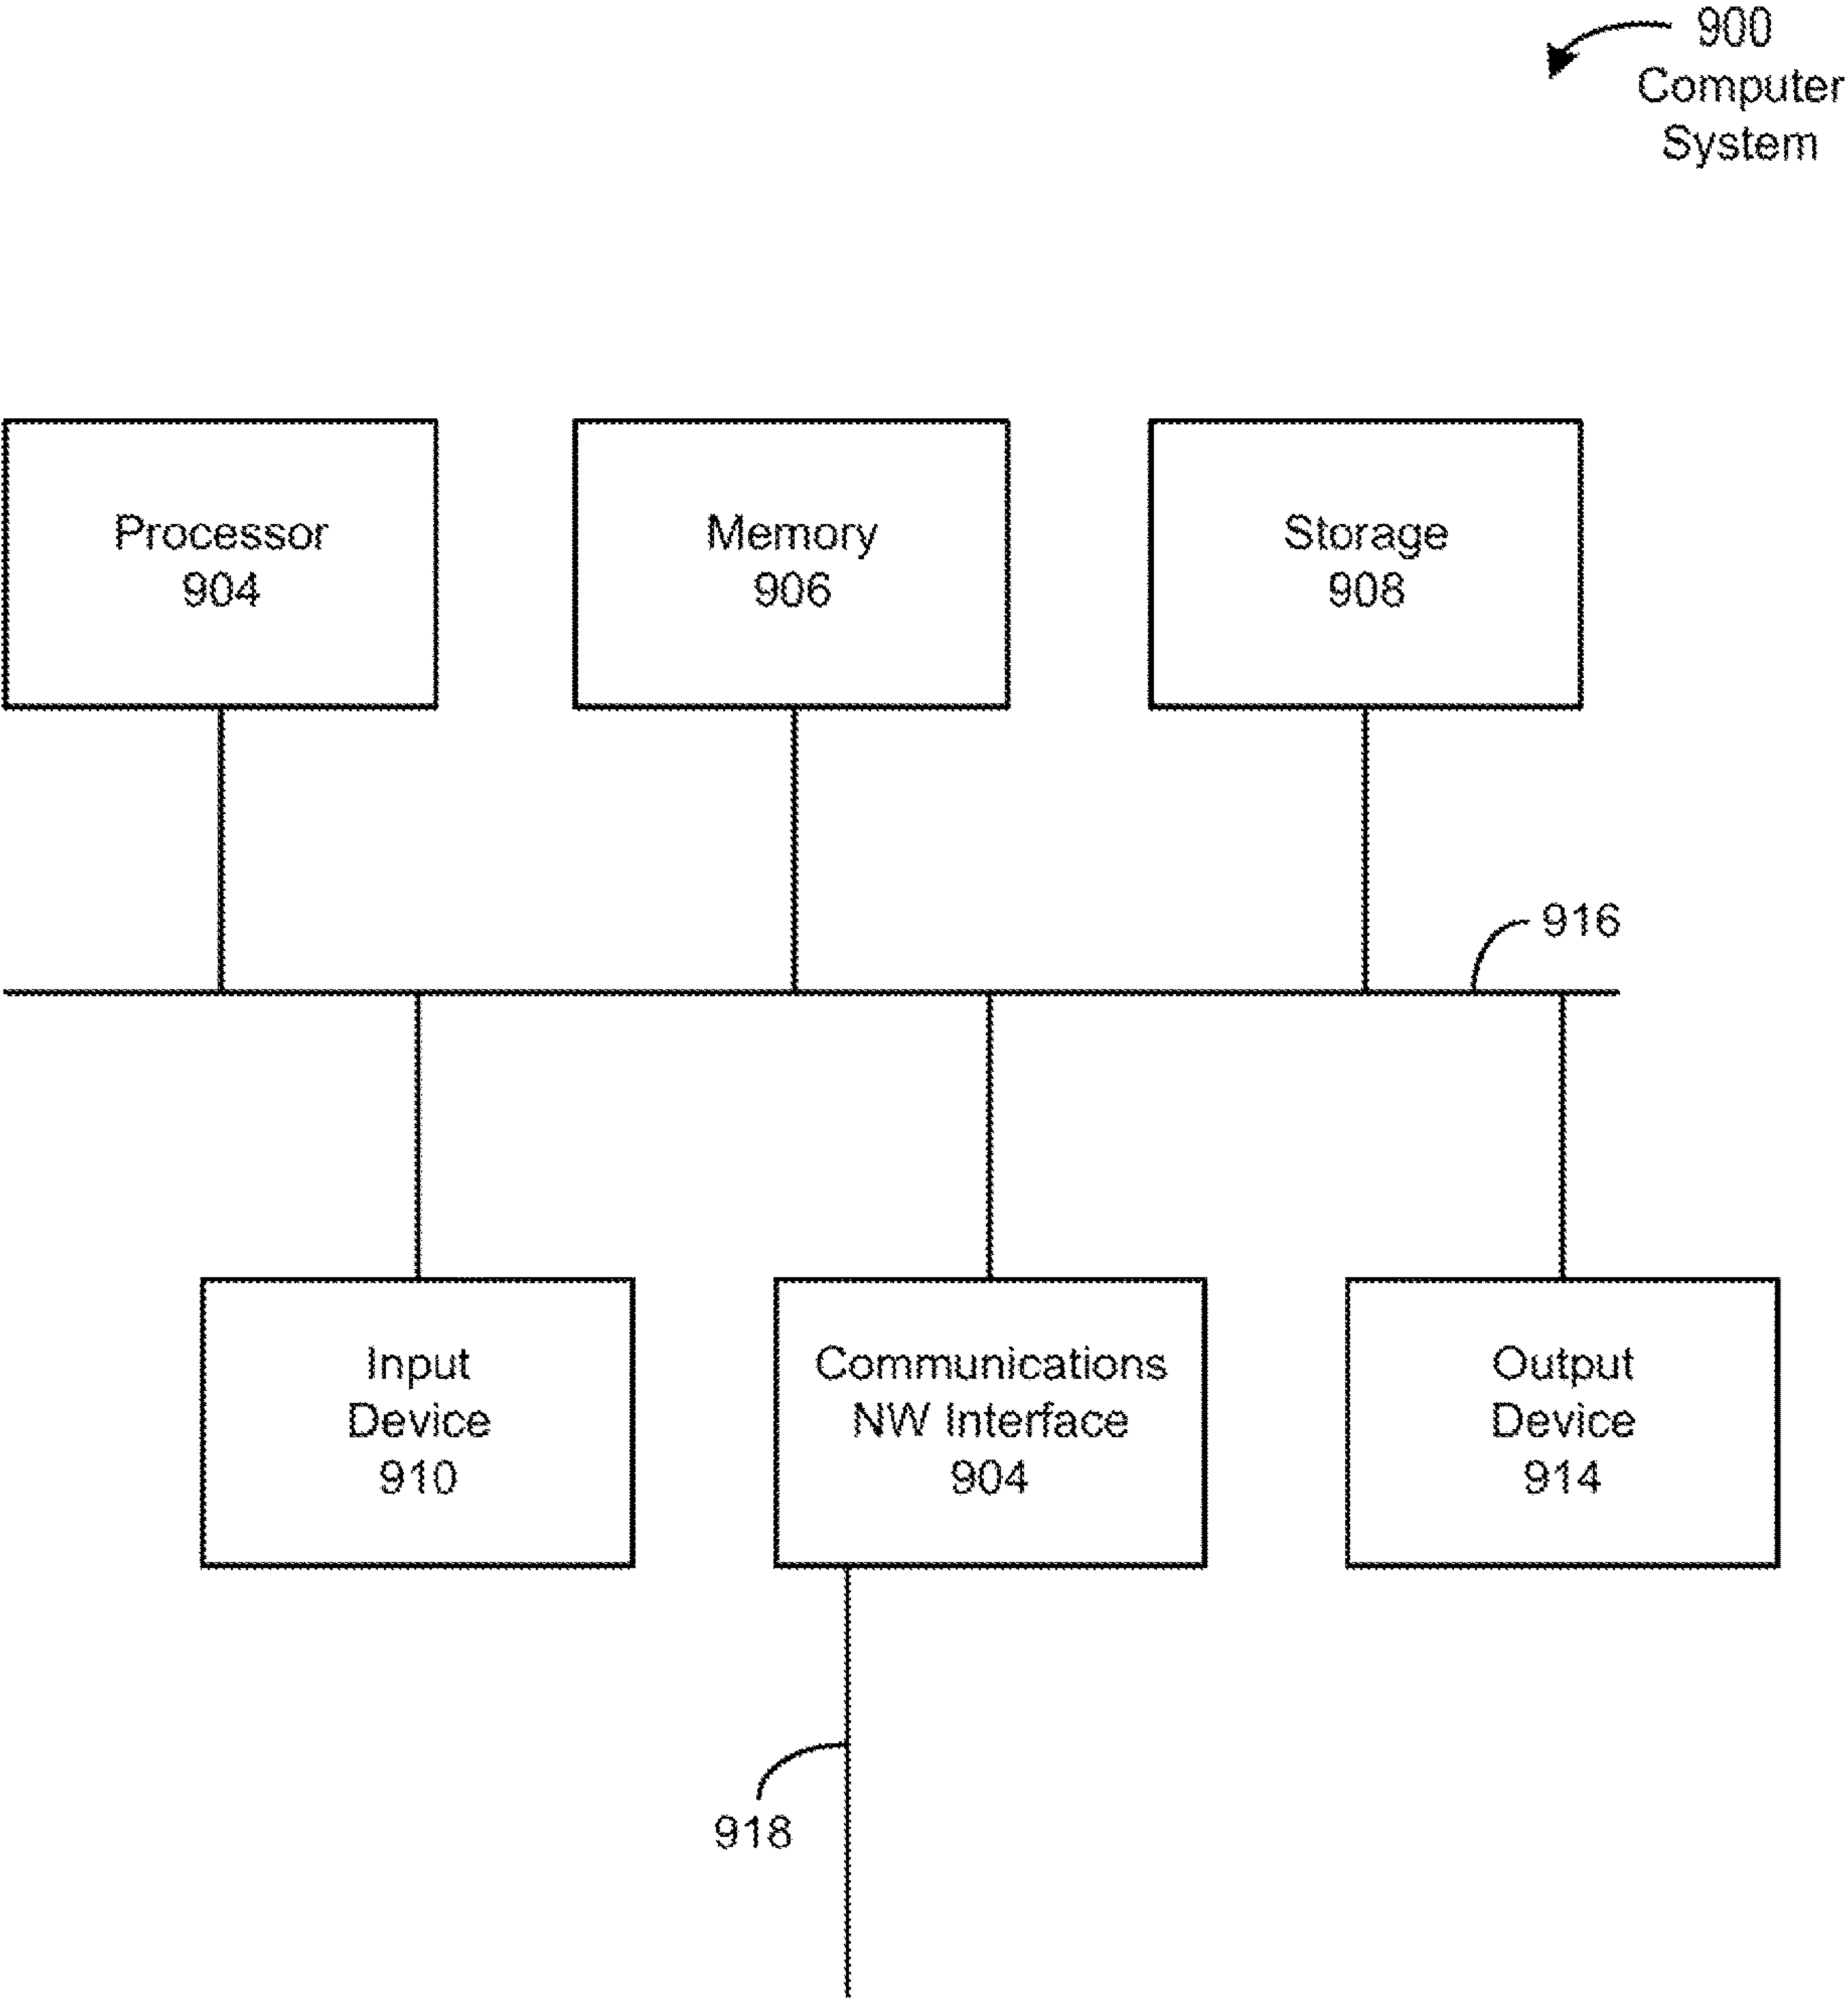 900
Computer
System
Processor
904
Memory
906
Storage
908
916
Input
Device
910
Communications
NW Interface
904
Output
Device
914
918